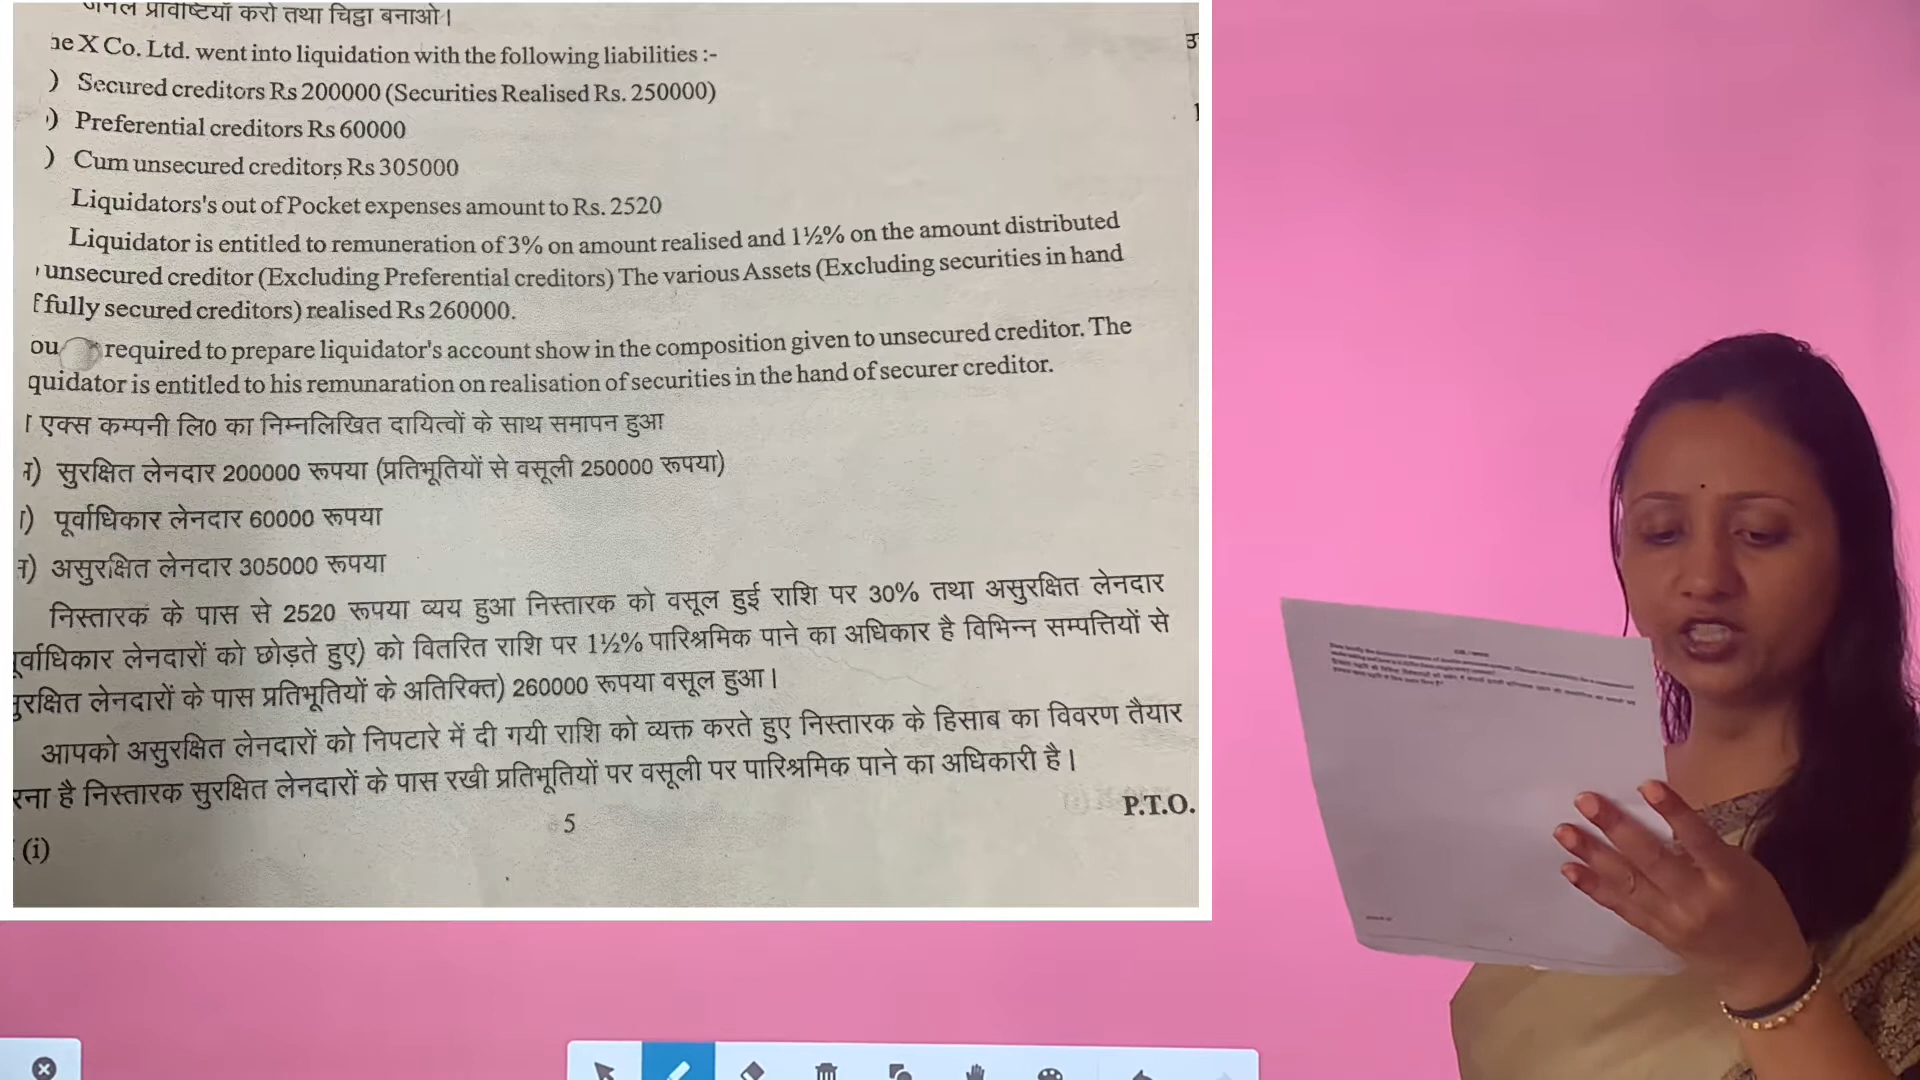 जर्नल प्रविष्टियाँ करो तथा चिट्ठा बनाओ।
X Co. Ltd. went into liquidation with the following liabilities :-
) Secured creditors Rs 200000 (Securities Realised Rs. 250000)
) Preferential creditors Rs 60000
) Cum unsecured creditors Rs 305000
Liquidators's out of Pocket expenses amount to Rs. 2520
Liquidator is entitled to remuneration of 3% on amount realised and 1½% on the amount distributed
unsecured creditor (Excluding Preferential creditors) The various Assets (Excluding securities in hand
fully secured creditors) realised Rs 260000.
ou required to prepare liquidator's account show in the composition given to unsecured creditor. The
quidator is entitled to his remunaration on realisation of securities in the hand of securer creditor.
एक्स कम्पनी लि0 का निम्नलिखित दायित्वों के साथ समापन हुआ
) सुरक्षित लेनदार 200000 रूपया (प्रतिभूतियों से वसूली 250000 रूपया)
) पूर्वाधिकार लेनदार 60000 रूपया
) असुरक्षित लेनदार 305000 रूपया
निस्तारक के पास से 2520 रूपया व्यय हुआ निस्तारक को वसूल हुई राशि पर 30% तथा असुरक्षित लेनदार
पूर्वाधिकार लेनदारों को छोड़ते हुए) को वितरित राशि पर 1½% पारिश्रमिक पाने का अधिकार है विभिन्न सम्पत्तियों से
सुरक्षित लेनदारों के पास प्रतिभूतियों के अतिरिक्त) 260000 रूपया वसूल हुआ।
आपको असुरक्षित लेनदारों को निपटारे में दी गयी राशि को व्यक्त करते हुए निस्तारक के हिसाब का विवरण तैयार
रना है निस्तारक सुरक्षित लेनदारों के पास रखी प्रतिभूतियों पर वसूली पर पारिश्रमिक पाने का अधिकारी है।
P.T.O.
5
(i)